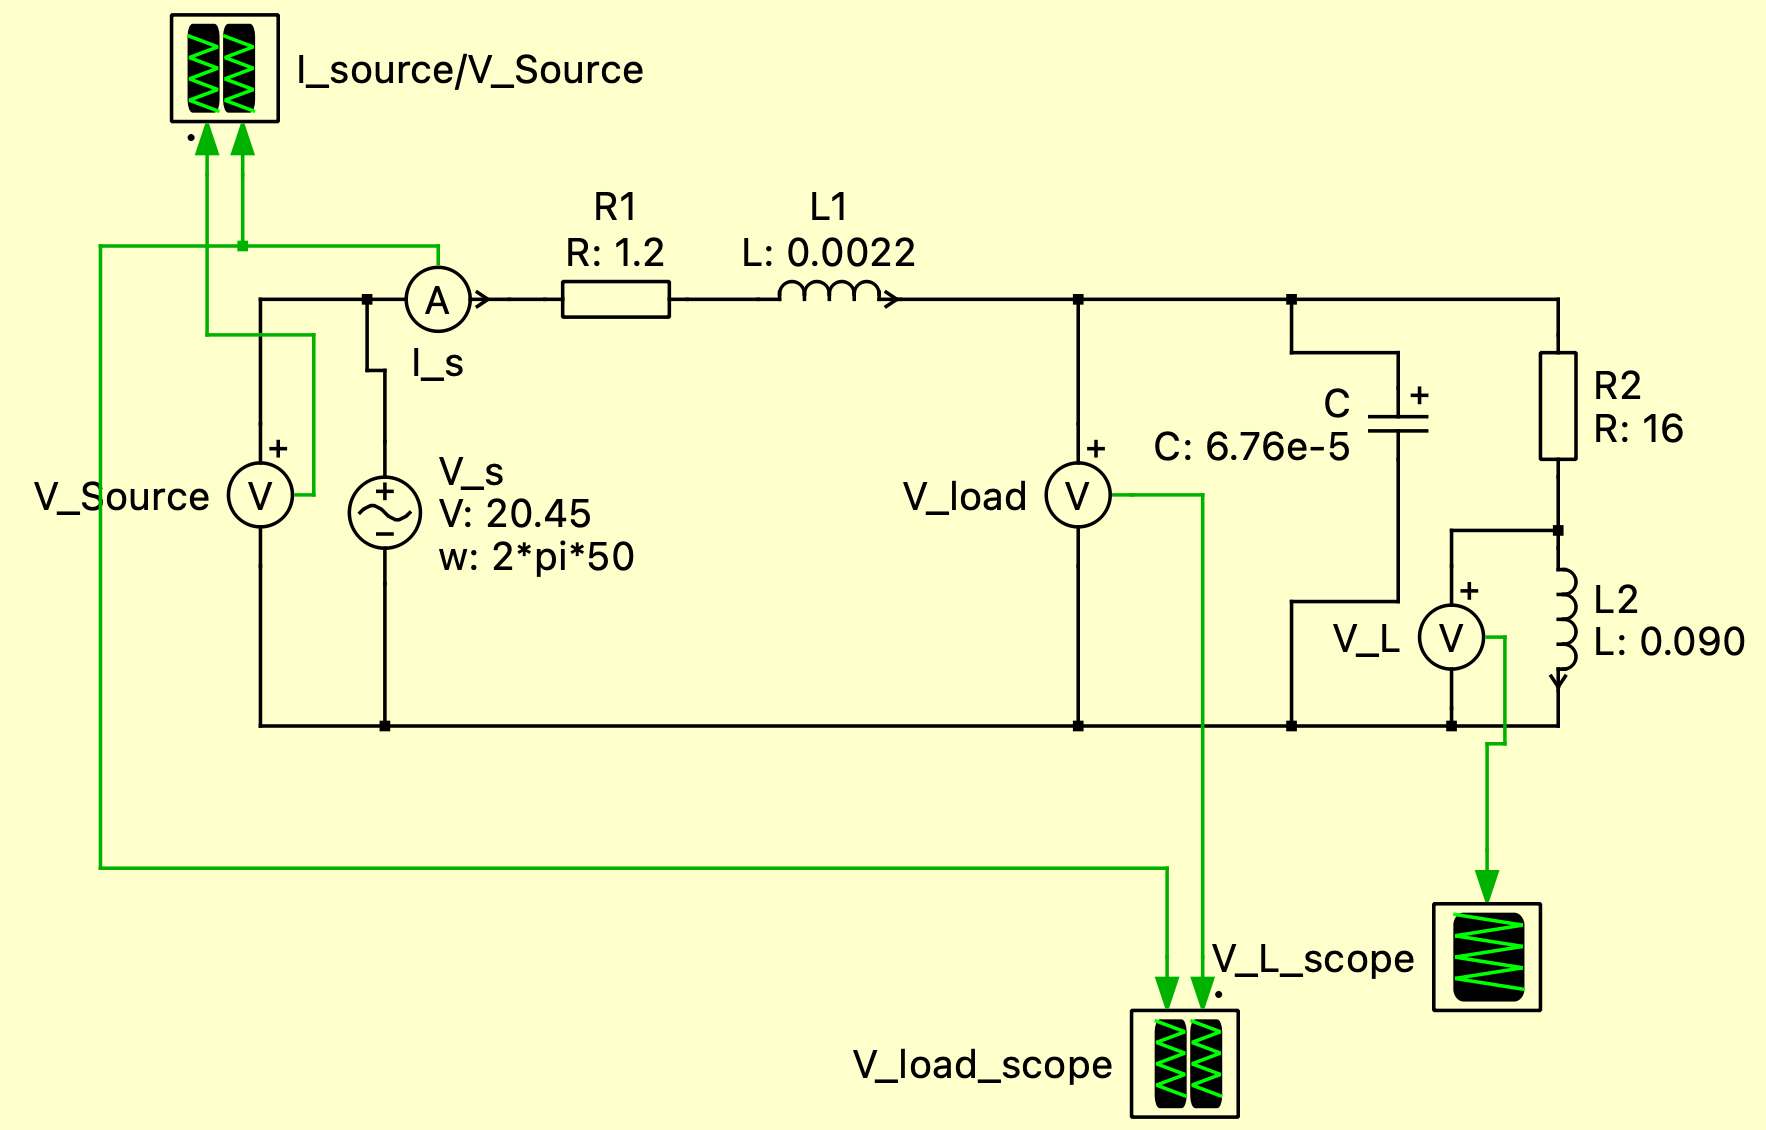 I_source/V_Source
R1
R: 1.2
L1
L: 0.0022
A
I_s
+
V_Source
V
+
−
V_s
V: 20.45
w: 2*pi*50
+
V_load
V
+
C
C: 6.76e-5
R2
R: 16
+
V_L
V
L2
L: 0.090
V_L_scope
V_load_scope